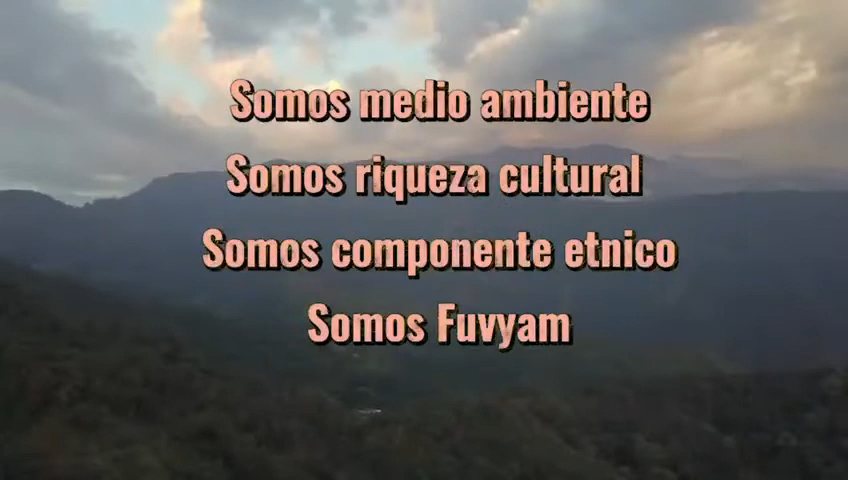 Somos medio ambiente
Somos riqueza cultural
Somos componente etnico
Somos Fuvyam